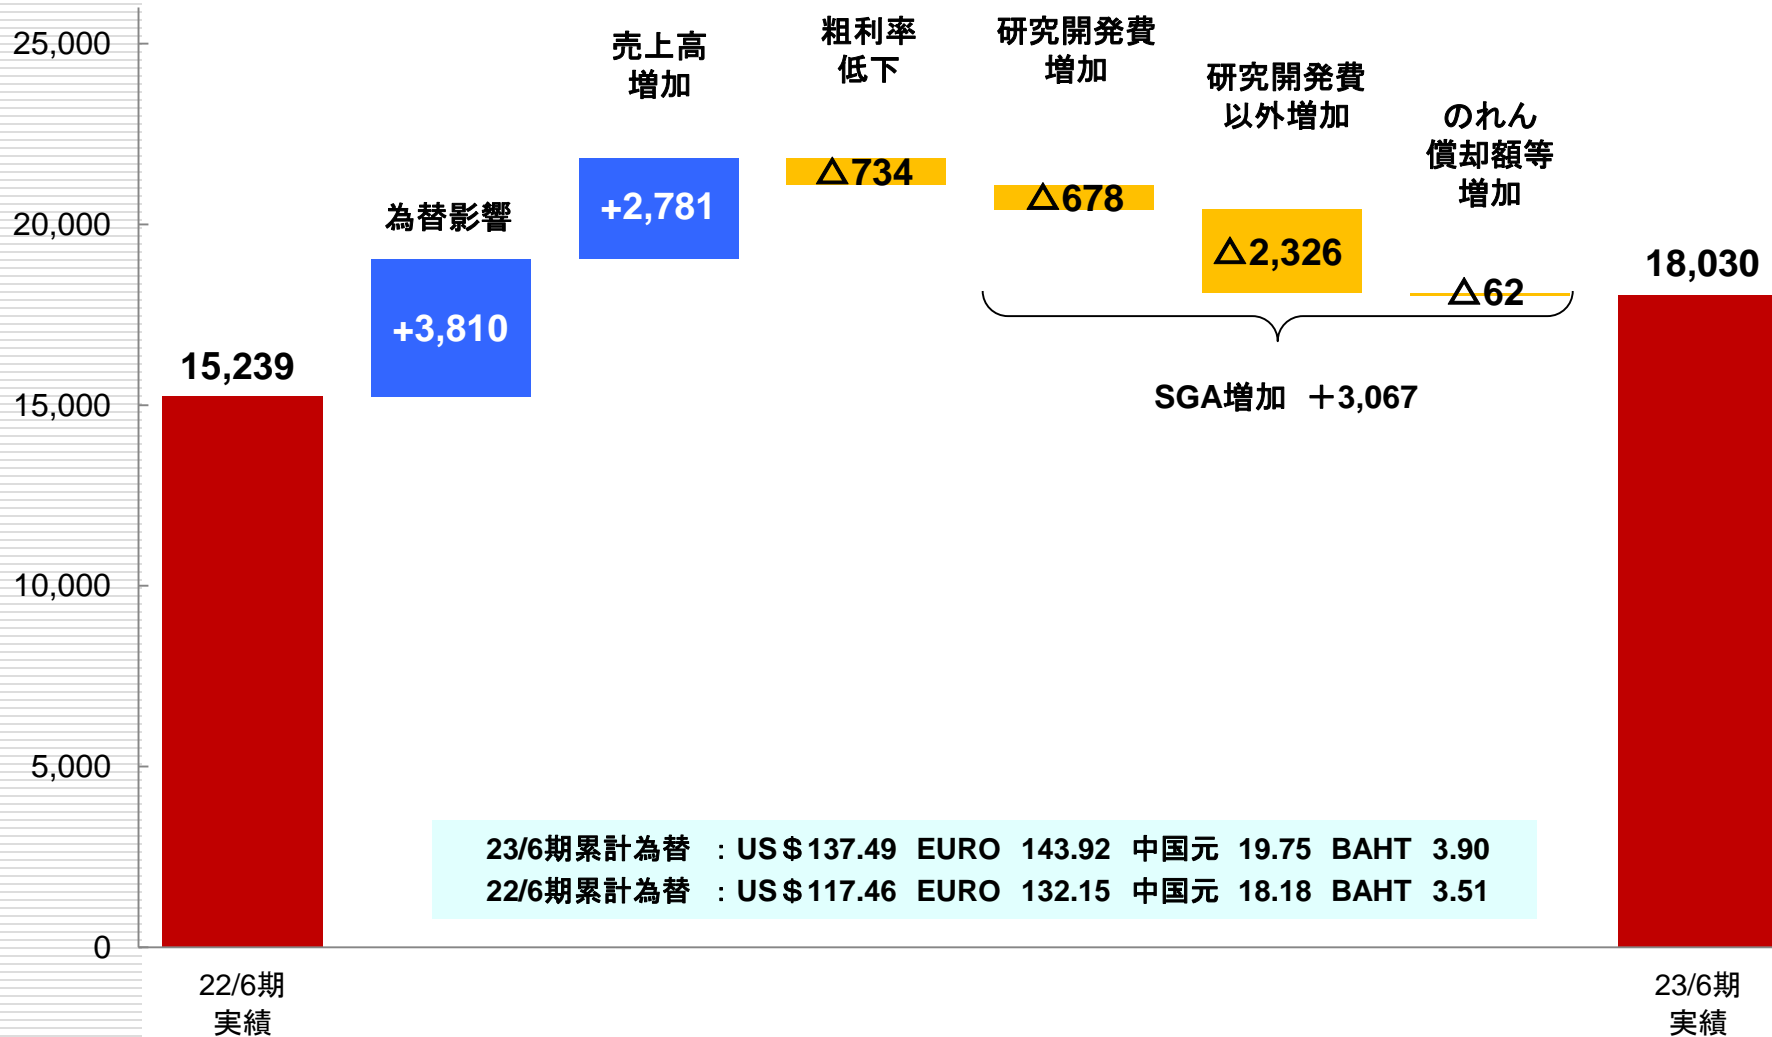 25,000
20,000
15,000
10,000
5,000
0
15,239
為替影響
+3,810
売上高
増加
+2,781
粗利率
低下
△734
研究開発費
増加
△678
研究開発費
以外増加
△2,326
のれん
償却額等
増加
△62
SGA増加 ＋3,067
18,030
23/6期累計為替 ：US＄137.49 EURO 143.92 中国元 19.75 BAHT 3.90
22/6期累計為替 ：US＄117.46 EURO 132.15 中国元 18.18 BAHT 3.51
22/6期
実績
23/6期
実績